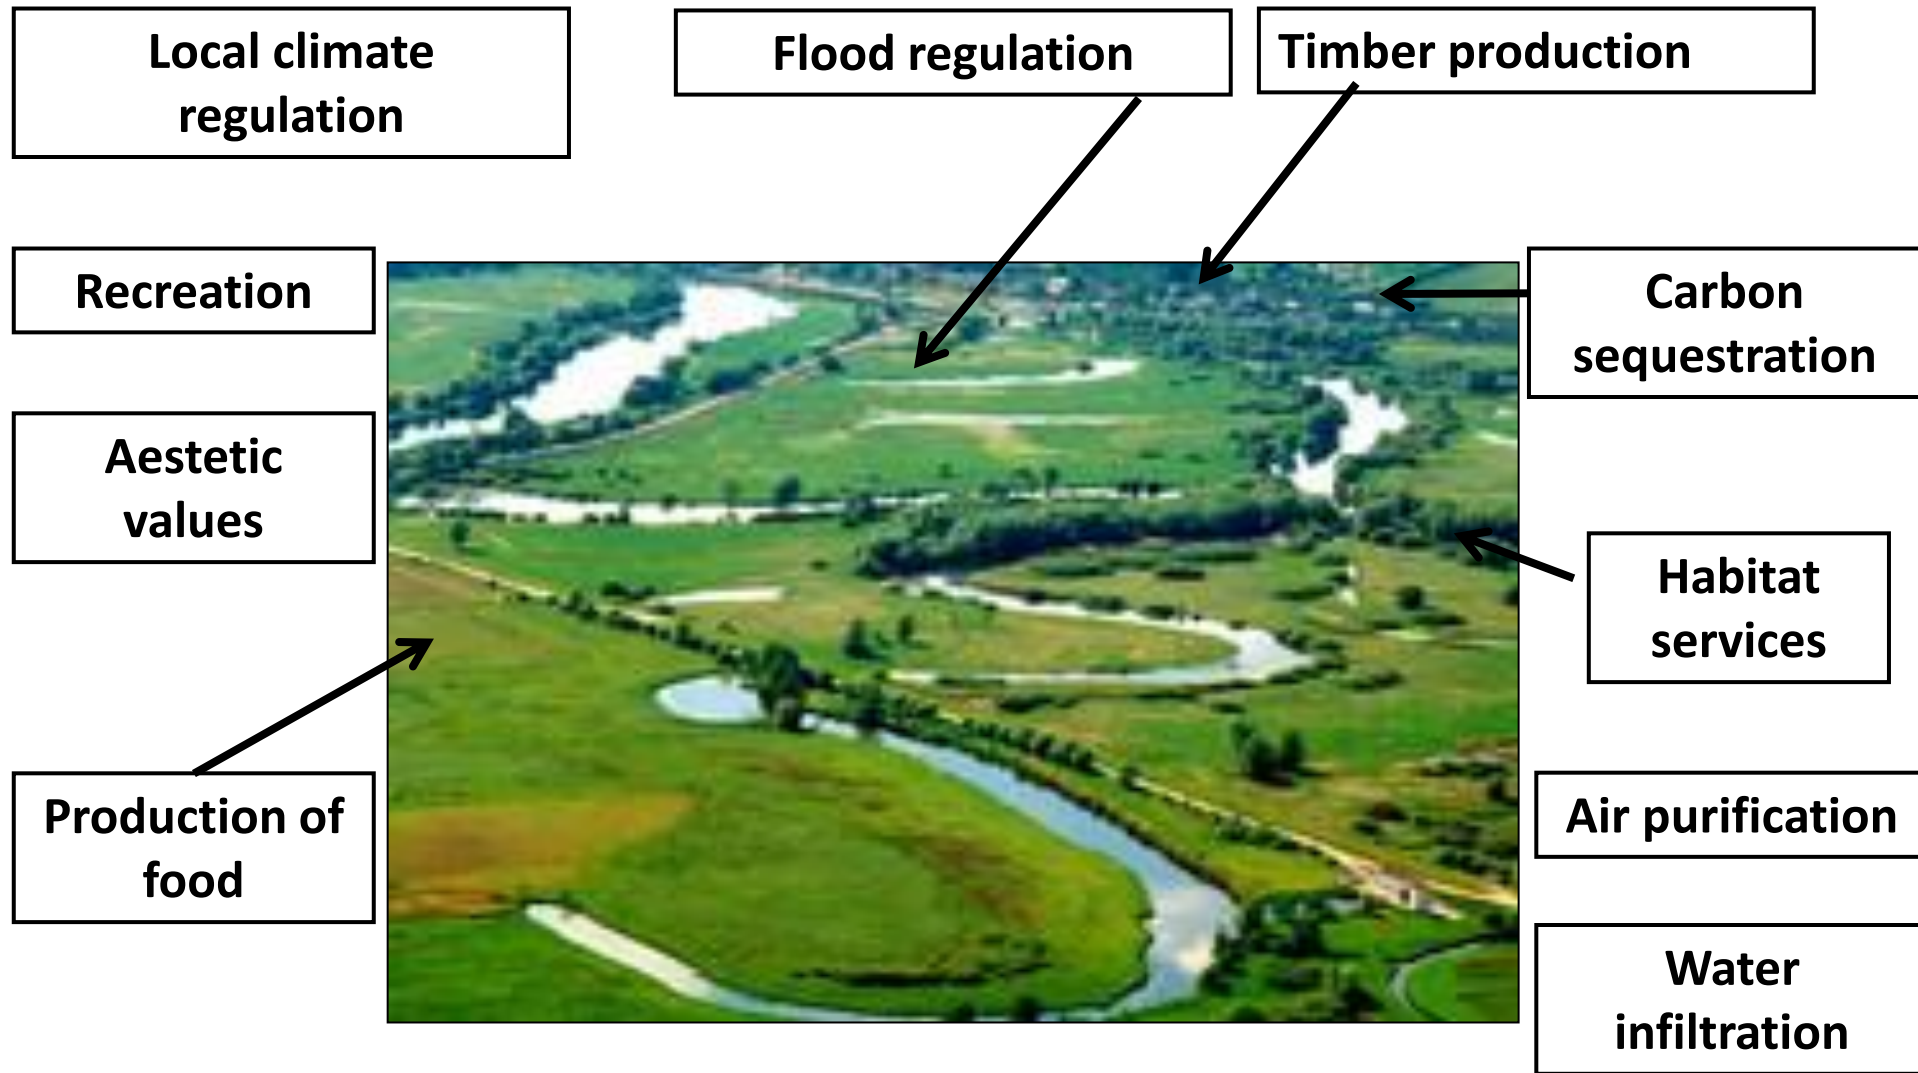 Local climate
regulation
Flood regulation
Timber production
Recreation
Carbon
sequestration
Aestetic
values
Habitat
services
Production of
food
Air purification
Water
infiltration